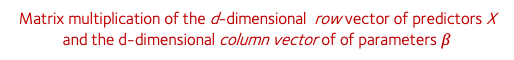 Matrix multiplication of the d-dimensional row vector of predictors X
and the d-dimensional column vector of of parameters β